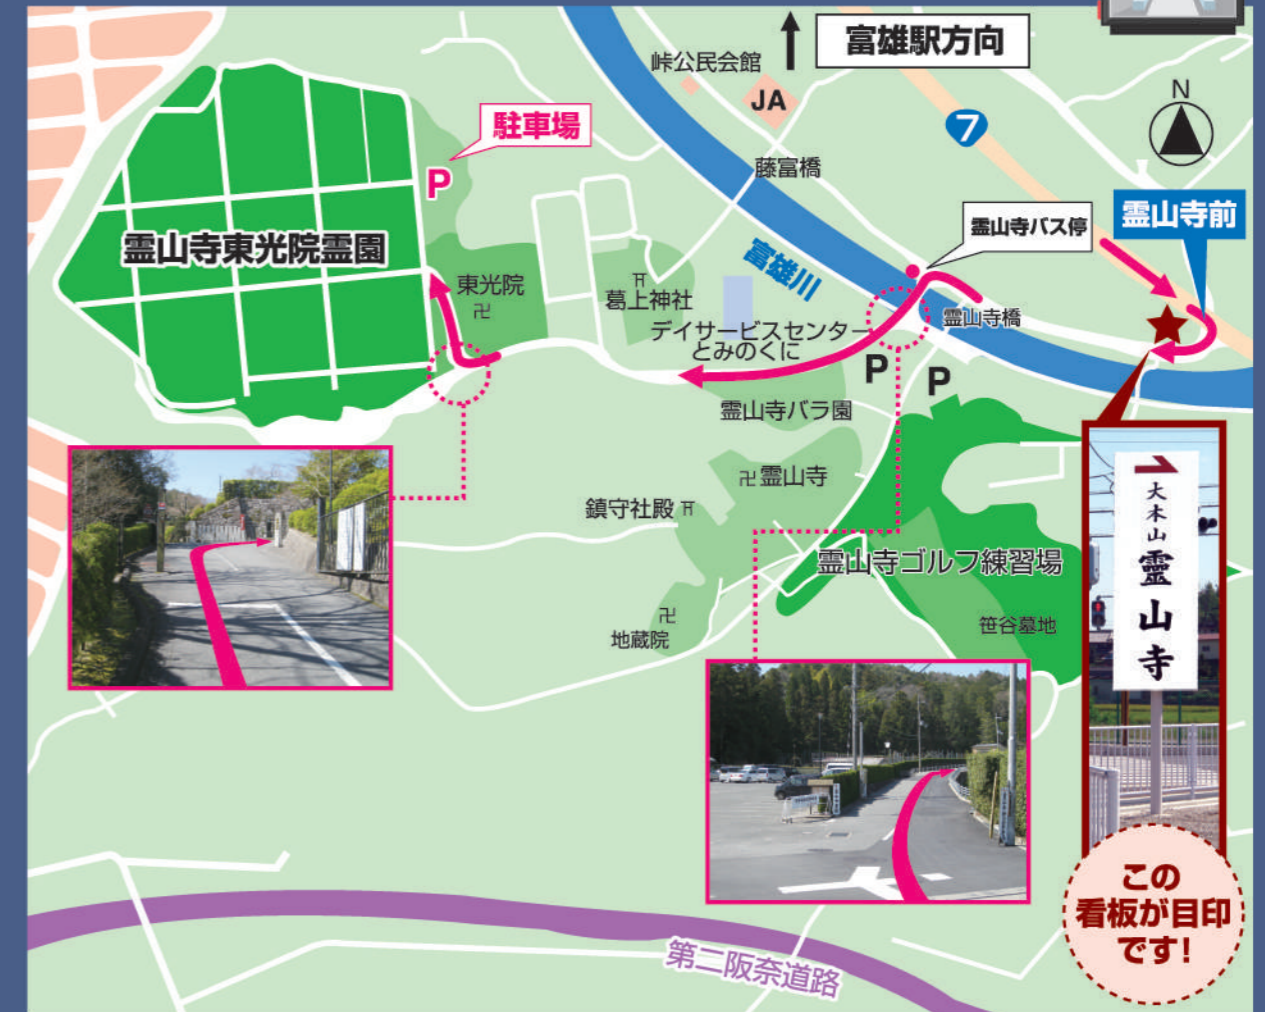 富雄駅方向
峠公民会館
JA
N
7
駐車場
P
藤富橋
霊山寺バス停
霊山寺前
霊山寺東光院霊園
富雄川
東光院
卍
葛上神社
霊山寺橋
デイサービスセンター
とみのくに
P
P
霊山寺バラ園
卍霊山寺
鎮守社殿
霊山寺ゴルフ練習場
卍
地蔵院
笹谷墓地
大木山
靈山寺
この
看板が目印
です!
第二阪奈道路